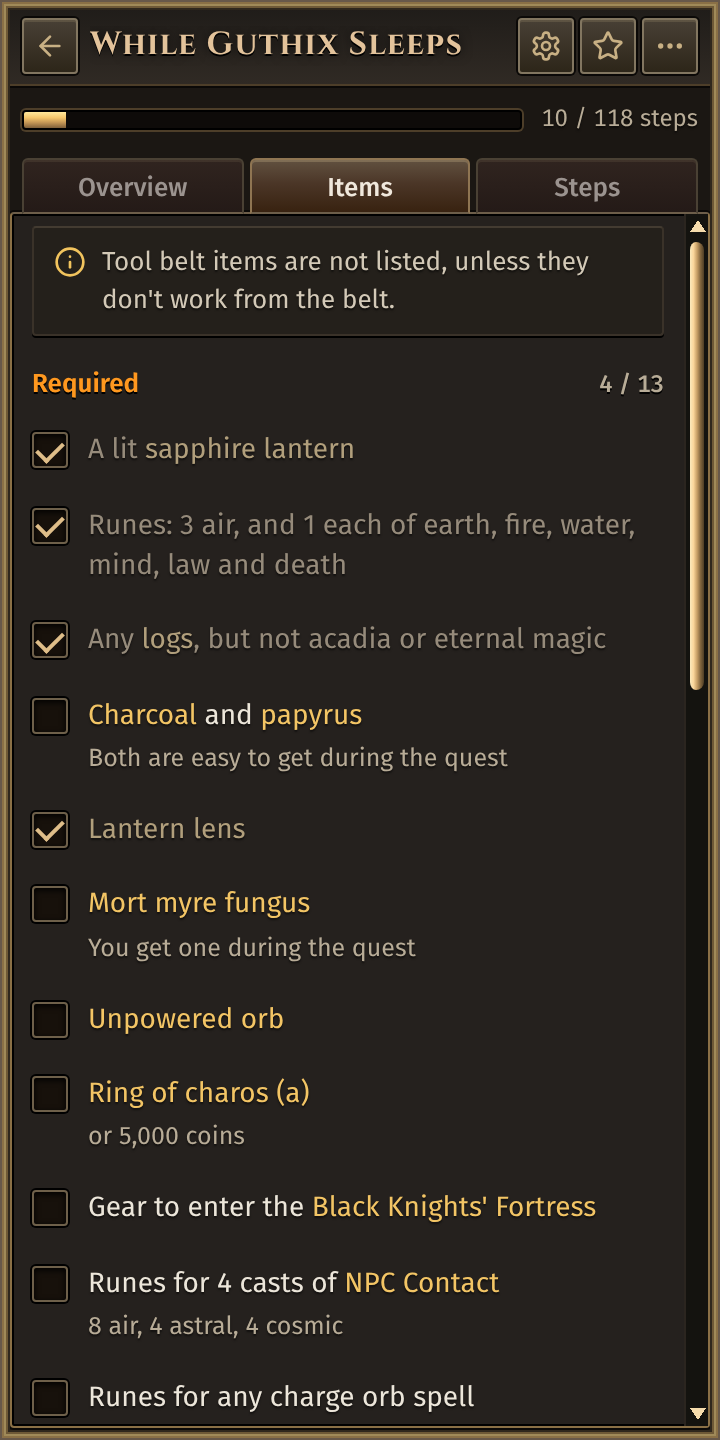 While Guthix Sleeps
10 / 118 steps
Overview
Items
Steps
Tool belt items are not listed, unless they
don't work from the belt.
Required
4 / 13
A lit sapphire lantern
Runes: 3 air, and 1 each of earth, fire, water,
mind, law and death
Any logs, but not acadia or eternal magic
Charcoal and papyrus
Both are easy to get during the quest
Lantern lens
Mort myre fungus
You get one during the quest
Unpowered orb
Ring of charos (a)
or 5,000 coins
Gear to enter the Black Knights' Fortress
Runes for 4 casts of NPC Contact
8 air, 4 astral, 4 cosmic
Runes for any charge orb spell